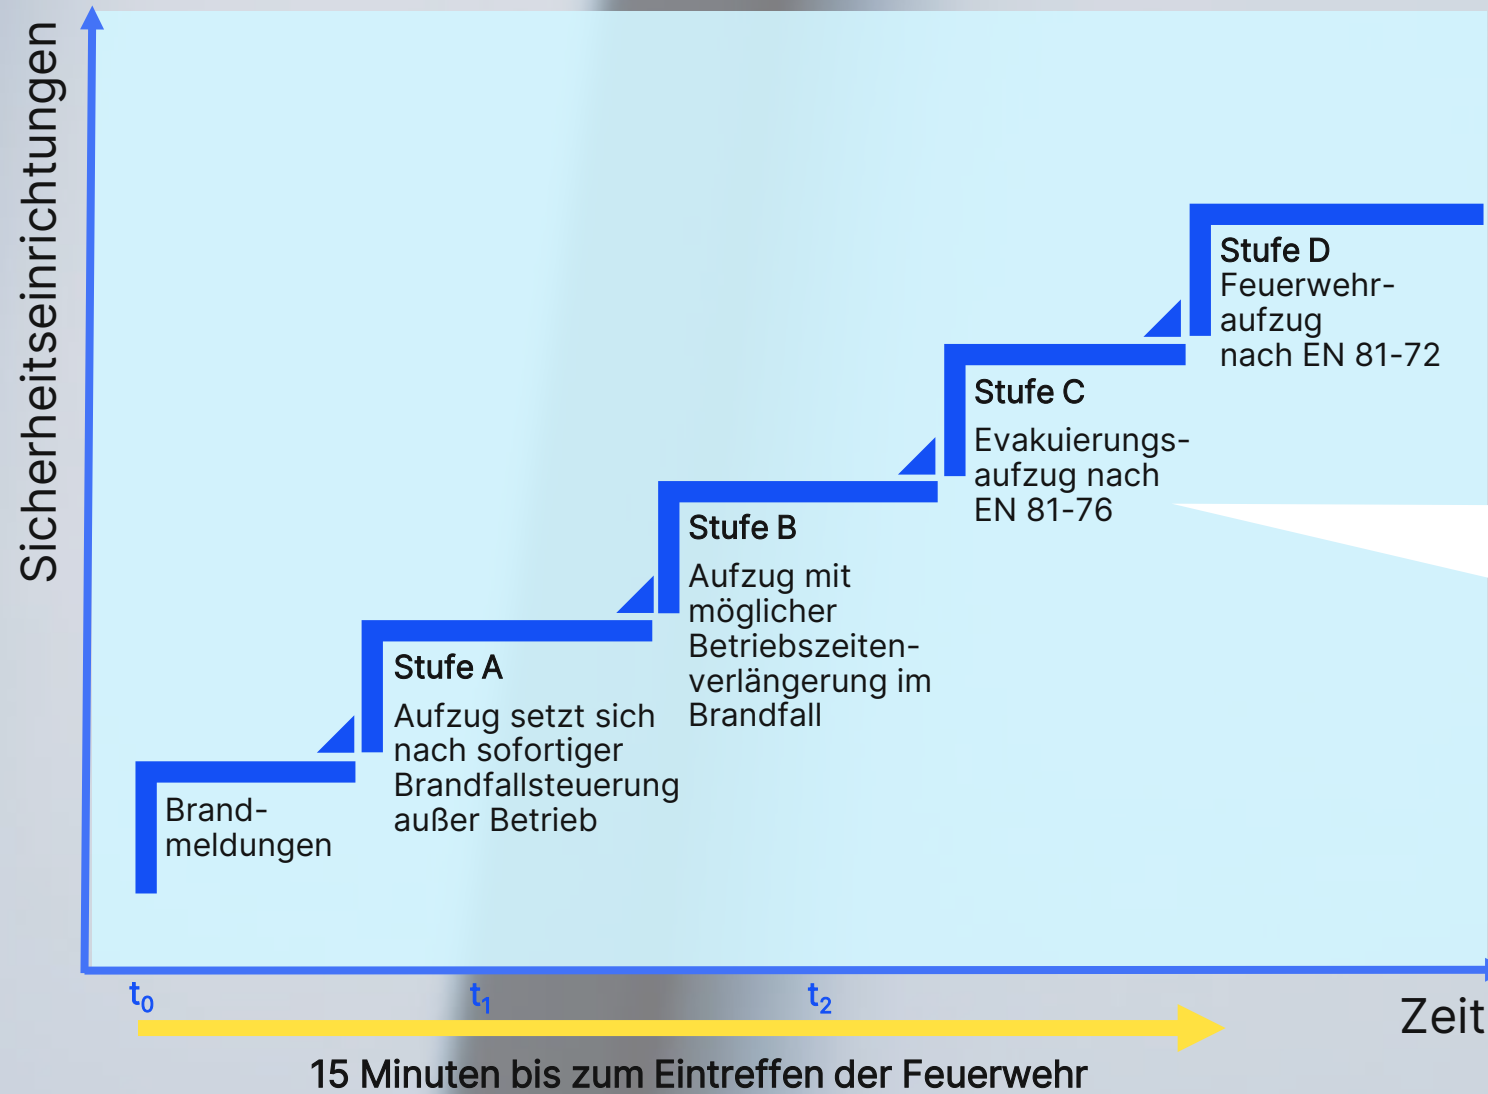 Sicherheitseinrichtungen
Stufe D
Feuerwehr-
aufzug
nach EN 81-72
Stufe C
Evakuierungs-
aufzug nach
EN 81-76
Stufe B
Aufzug mit
möglicher
Betriebszeiten-
verlängerung im
Brandfall
Stufe A
Aufzug setzt sich
nach sofortiger
Brandfallsteuerung
außer Betrieb
Brand-
meldungen
t₀ t₁ t₂
Zeit
15 Minuten bis zum Eintreffen der Feuerwehr